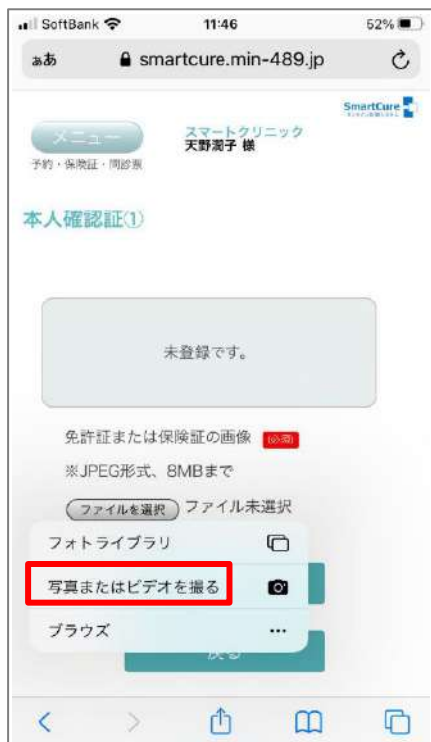 SoftBank 11:46 52%
ぁあ smartcure.min-489.jp
SmartCure
メニュー
スマートクリニック
天野潤子 様
予約・保険証・問診票
本人確認証(1)
未登録です。
免許証または保険証の画像 (必須)
※JPEG形式、8MBまで
ファイルを選択 ファイル未選択
フォトライブラリ
写真またはビデオを撮る
ブラウズ
戻る